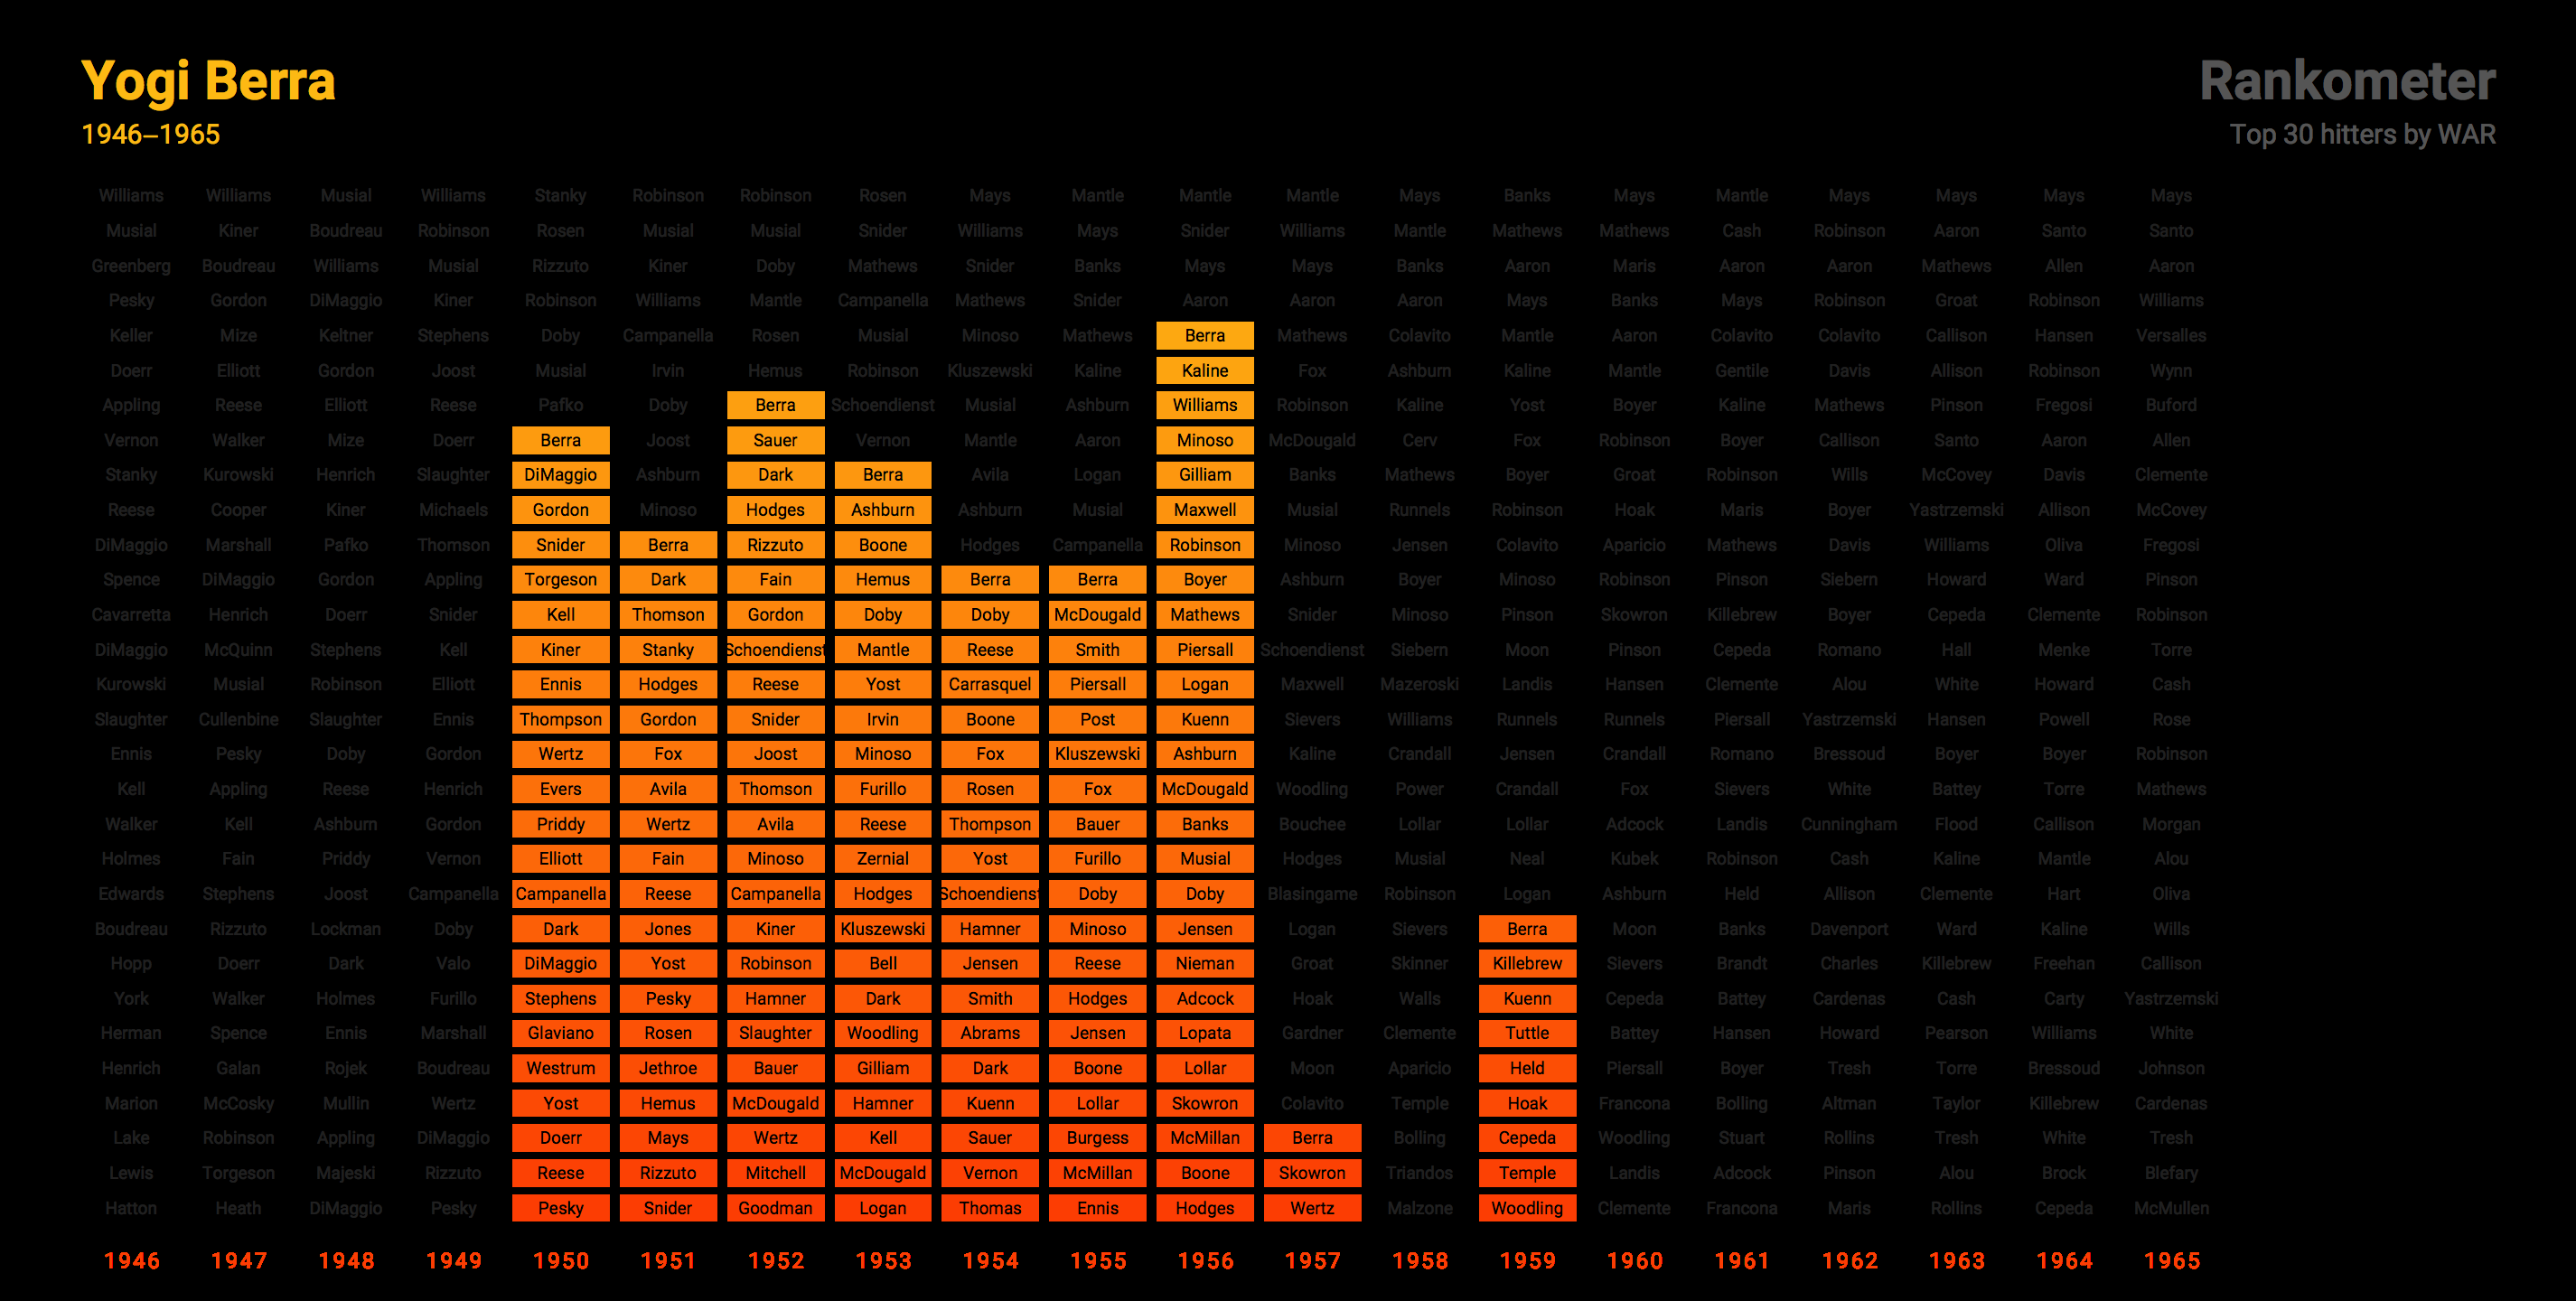 Yogi Berra
1946–1965
Rankometer
Top 30 hitters by WAR
Williams Williams Musial Williams Stanky Robinson Robinson Rosen Mays Mantle Mantle Mantle Mays Banks Mays Mantle Mays Mays Mays Mays
Musial Kiner Boudreau Robinson Rosen Musial Musial Snider Williams Mays Snider Williams Mantle Mathews Mathews Cash Robinson Aaron Santo Santo
Greenberg Boudreau Williams Musial Rizzuto Kiner Doby Mathews Snider Banks Mays Mays Banks Aaron Maris Aaron Aaron Mathews Allen Aaron
Pesky Gordon DiMaggio Kiner Robinson Williams Mantle Campanella Mathews Snider Aaron Aaron Aaron Mays Banks Mays Robinson Groat Robinson Williams
Keller Mize Keltner Stephens Doby Campanella Rosen Musial Minoso Mathews Berra Mathews Colavito Mantle Aaron Colavito Colavito Callison Hansen Versalles
Doerr Elliott Gordon Joost Musial Irvin Hemus Robinson Kluszewski Kaline Kaline Fox Ashburn Kaline Mantle Gentile Davis Allison Robinson Wynn
Appling Reese Elliott Reese Pafko Doby Berra Schoendienst Musial Ashburn Williams Robinson Kaline Yost Boyer Kaline Mathews Pinson Fregosi Buford
Vernon Walker Mize Doerr Berra Joost Sauer Vernon Mantle Aaron Minoso McDougald Cerv Fox Robinson Boyer Callison Santo Aaron Allen
Stanky Kurowski Henrich Slaughter DiMaggio Ashburn Dark Berra Avila Logan Gilliam Banks Mathews Boyer Groat Robinson Wills McCovey Davis Clemente
Reese Cooper Kiner Michaels Gordon Minoso Hodges Ashburn Ashburn Musial Maxwell Musial Runnels Robinson Hoak Maris Boyer Yastrzemski Allison McCovey
DiMaggio Marshall Pafko Thomson Snider Berra Rizzuto Boone Hodges Campanella Robinson Minoso Jensen Colavito Aparicio Mathews Davis Williams Oliva Fregosi
Spence DiMaggio Gordon Appling Torgeson Dark Fain Hemus Berra Berra Boyer Ashburn Boyer Minoso Robinson Pinson Siebern Howard Ward Pinson
Cavarretta Henrich Doerr Snider Kell Thomson Gordon Doby Doby McDougald Mathews Snider Minoso Pinson Skowron Killebrew Boyer Cepeda Clemente Robinson
DiMaggio McQuinn Stephens Kell Kiner Stanky Schoendienst Mantle Reese Smith Piersall Schoendienst Siebern Moon Pinson Cepeda Romano Hall Menke Torre
Kurowski Musial Robinson Elliott Ennis Hodges Reese Yost Carrasquel Piersall Logan Maxwell Mazeroski Landis Hansen Clemente Alou White Howard Cash
Slaughter Cullenbine Slaughter Ennis Thompson Gordon Snider Irvin Boone Post Kuenn Sievers Williams Runnels Runnels Piersall Yastrzemski Hansen Powell Rose
Ennis Pesky Doby Gordon Wertz Fox Joost Minoso Fox Kluszewski Ashburn Kaline Crandall Jensen Crandall Romano Bressoud Boyer Boyer Robinson
Kell Appling Reese Henrich Evers Avila Thomson Furillo Rosen Fox McDougald Woodling Power Crandall Fox Sievers White Battey Torre Mathews
Walker Kell Ashburn Gordon Priddy Wertz Avila Reese Thompson Bauer Banks Bouchee Lollar Lollar Adcock Landis Cunningham Flood Callison Morgan
Holmes Fain Priddy Vernon Elliott Fain Minoso Zernial Yost Furillo Musial Hodges Musial Neal Kubek Robinson Cash Kaline Mantle Alou
Edwards Stephens Joost Campanella Campanella Reese Campanella Hodges Schoendienst Doby Doby Blasingame Robinson Logan Ashburn Held Allison Clemente Hart Oliva
Boudreau Rizzuto Lockman Doby Dark Jones Kiner Kluszewski Hamner Minoso Jensen Logan Sievers Berra Moon Banks Davenport Ward Kaline Wills
Hopp Doerr Dark Valo DiMaggio Yost Robinson Bell Jensen Reese Nieman Groat Skinner Killebrew Sievers Brandt Charles Killebrew Freehan Callison
York Walker Holmes Furillo Stephens Pesky Hamner Dark Smith Hodges Adcock Hoak Walls Kuenn Cepeda Battey Cardenas Cash Carty Yastrzemski
Herman Spence Ennis Marshall Glaviano Rosen Slaughter Woodling Abrams Jensen Lopata Gardner Clemente Tuttle Battey Hansen Howard Pearson Williams White
Henrich Galan Rojek Boudreau Westrum Jethroe Bauer Gilliam Dark Boone Lollar Moon Aparicio Held Piersall Boyer Tresh Torre Bressoud Johnson
Marion McCosky Mullin Wertz Yost Hemus McDougald Hamner Kuenn Lollar Skowron Colavito Temple Hoak Francona Bolling Altman Taylor Killebrew Cardenas
Lake Robinson Appling DiMaggio Doerr Mays Wertz Kell Sauer Burgess McMillan Berra Bolling Cepeda Woodling Stuart Rollins Tresh White Tresh
Lewis Torgeson Majeski Rizzuto Reese Rizzuto Mitchell McDougald Vernon McMillan Boone Skowron Triandos Temple Landis Adcock Pinson Alou Brock Blefary
Hatton Heath DiMaggio Pesky Pesky Snider Goodman Logan Thomas Ennis Hodges Wertz Malzone Woodling Clemente Francona Maris Rollins Cepeda McMullen
1946 1947 1948 1949 1950 1951 1952 1953 1954 1955 1956 1957 1958 1959 1960 1961 1962 1963 1964 1965